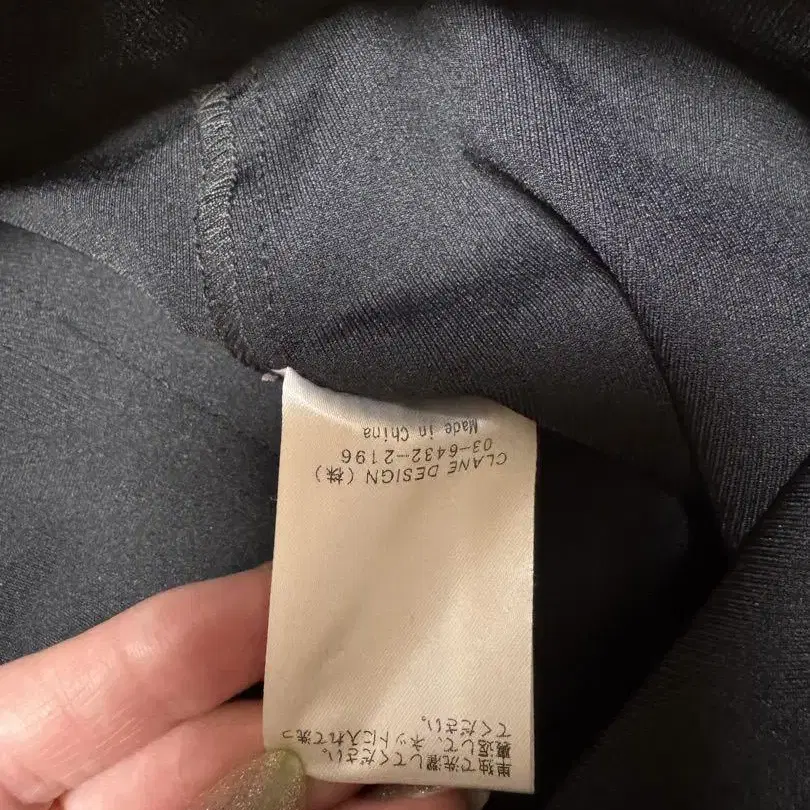 単独で洗濯してください。
裏返して、ネットに入れて洗っ
てください。
CLANE DESIGN (株)
03-6432-2196
Made in China